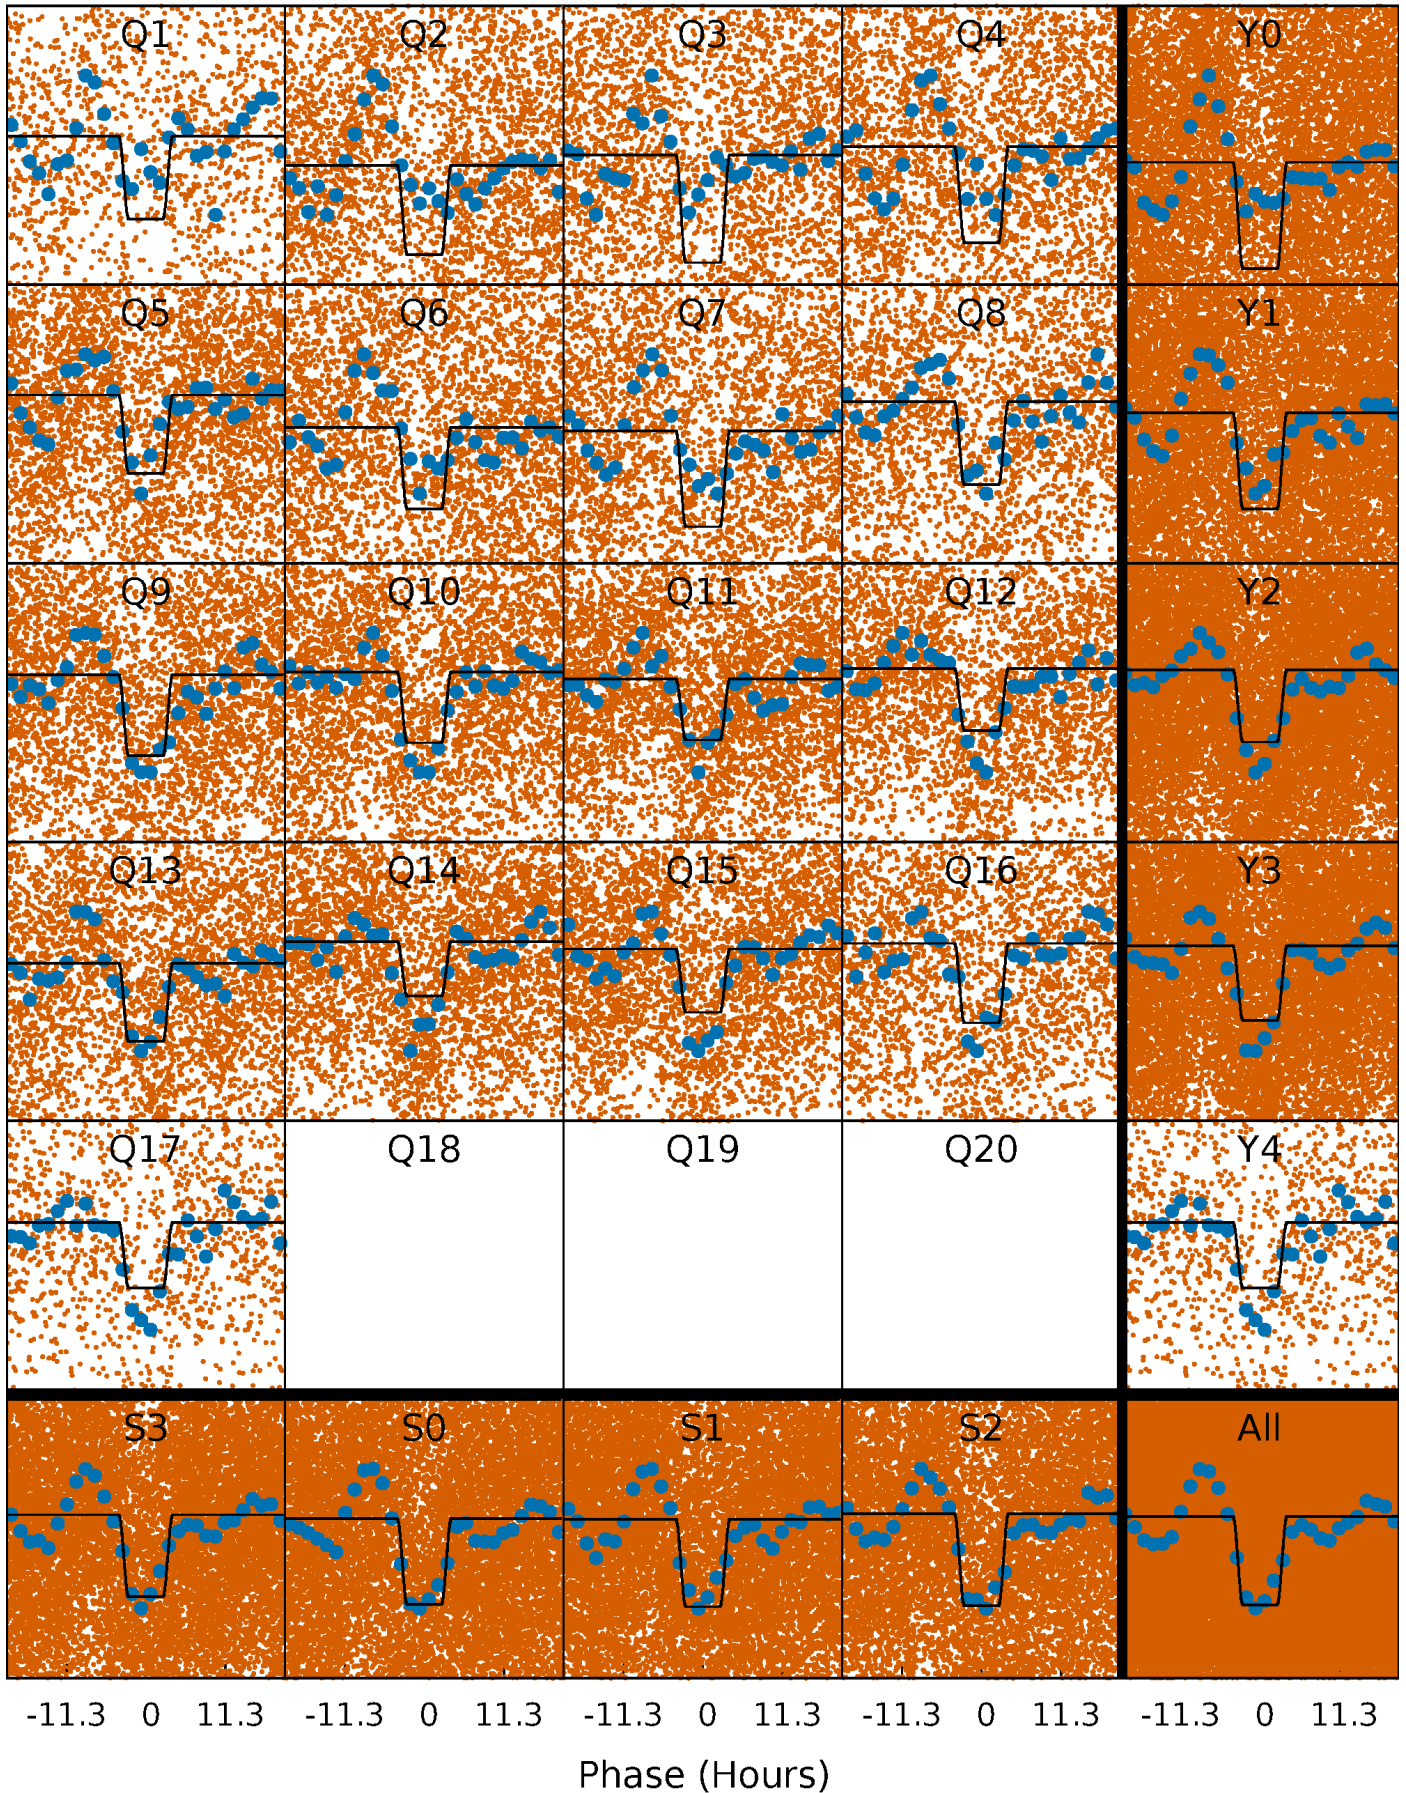 Q1 Q2 Q3 Q4 Y0
Q5 Q6 Q7 Q8 Y1
Q9 Q10 Q11 Q12 Y2
Q13 Q14 Q15 Q16 Y3
Q17 Q18 Q19 Q20 Y4
S3 S0 S1 S2 All
-11.3 0 11.3 -11.3 0 11.3 -11.3 0 11.3 -11.3 0 11.3 -11.3 0 11.3
Phase (Hours)